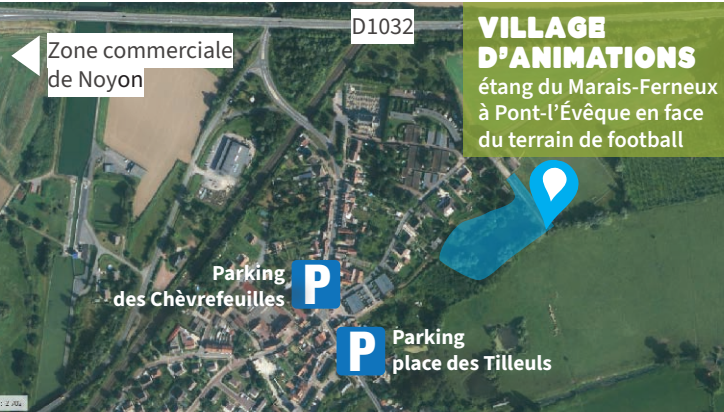 D1032
Zone commerciale
de Noyon
VILLAGE
D'ANIMATIONS
étang du Marais-Ferneux
à Pont-l'Évêque en face
du terrain de football
Parking
des Chèvrefeuilles
P
P
Parking
place des Tilleuls